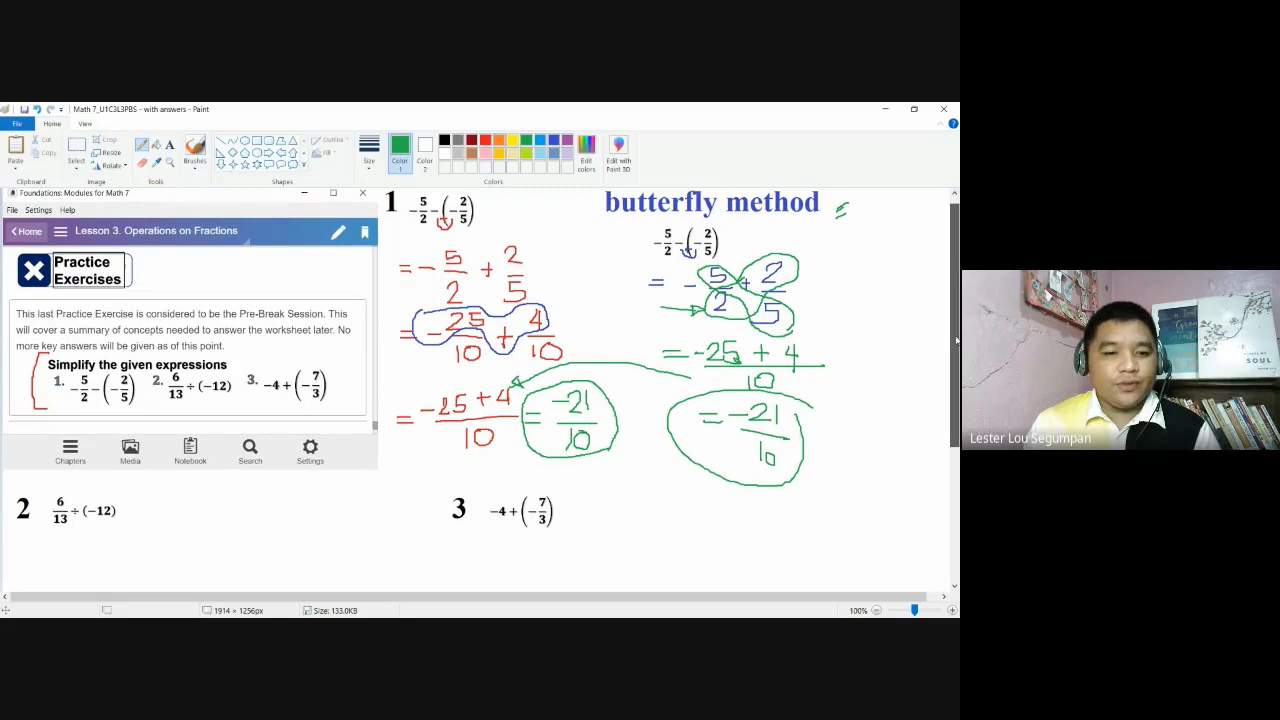 Math 7_U1C3L3PBS - with answers - Paint
File
Home
View
Paste
Cut
Copy
Clipboard
Select
Crop
Resize
Rotate
Image
Tools
Brushes
Shapes
Outline
Fill
Size
Color
1
Color
2
Edit
colors
Colors
Edit with
Paint 3D
Foundations: Modules for Math 7
File Settings Help
Home
Lesson 3. Operations on Fractions
Practice
Exercises
This last Practice Exercise is considered to be the Pre-Break Session. This
will cover a summary of concepts needed to answer the worksheet later. No
more key answers will be given as of this point.
Simplify the given expressions
1. -5/2 - (-2/5) 2. 6/13 ÷ (-12) 3. -4 + (-7/3)
Chapters
Media
Notebook
Search
Settings
1 -5/2 - (-2/5)
= -5/2 + 2/5
= -25/10 + 4/10
= -25 + 4/10 = -21/10
butterfly method =
-5/2 - (-2/5)
= -5/2 + 2/5
= -25 + 4/10
= -21/10
2 6/13 ÷ (-12)
3 -4 + (-7/3)
1914 × 1256px
Size: 133.0KB
100%
Lester Lou Segumpan
SOUL